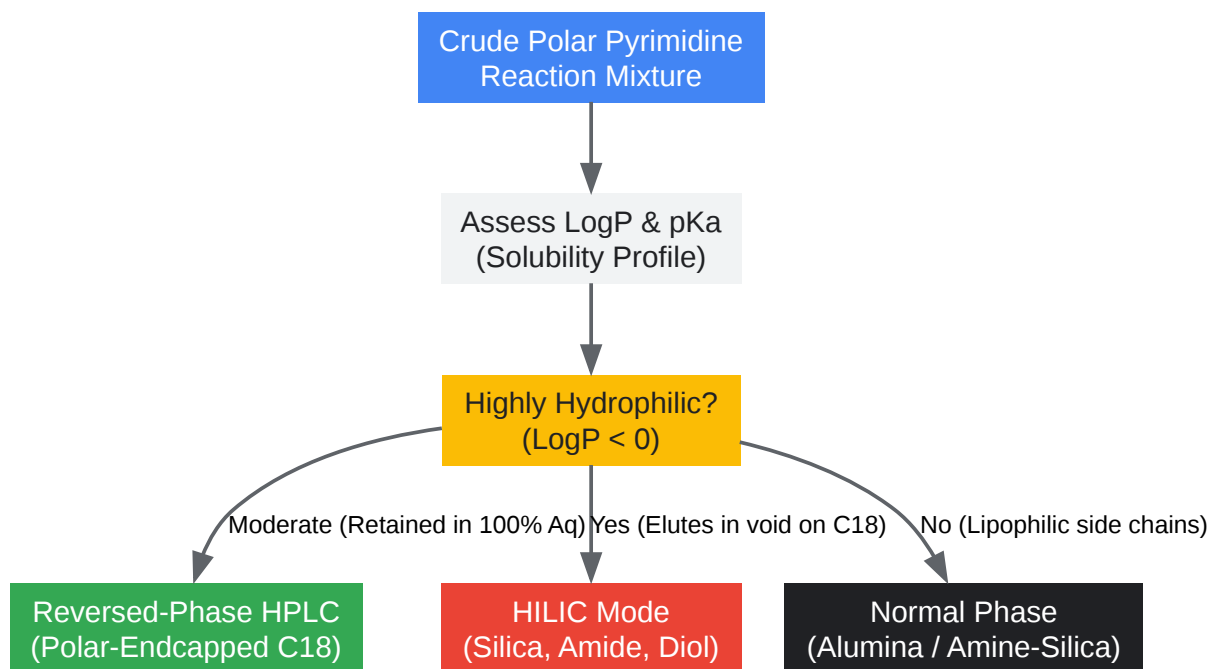 Crude Polar Pyrimidine
Reaction Mixture
Assess LogP & pKa
(Solubility Profile)
Highly Hydrophilic?
(LogP < 0)
Moderate (Retained in 100% Aq)
Yes (Elutes in void on C18)
No (Lipophilic side chains)
Reversed-Phase HPLC
(Polar-Endcapped C18)
HILIC Mode
(Silica, Amide, Diol)
Normal Phase
(Alumina / Amine-Silica)